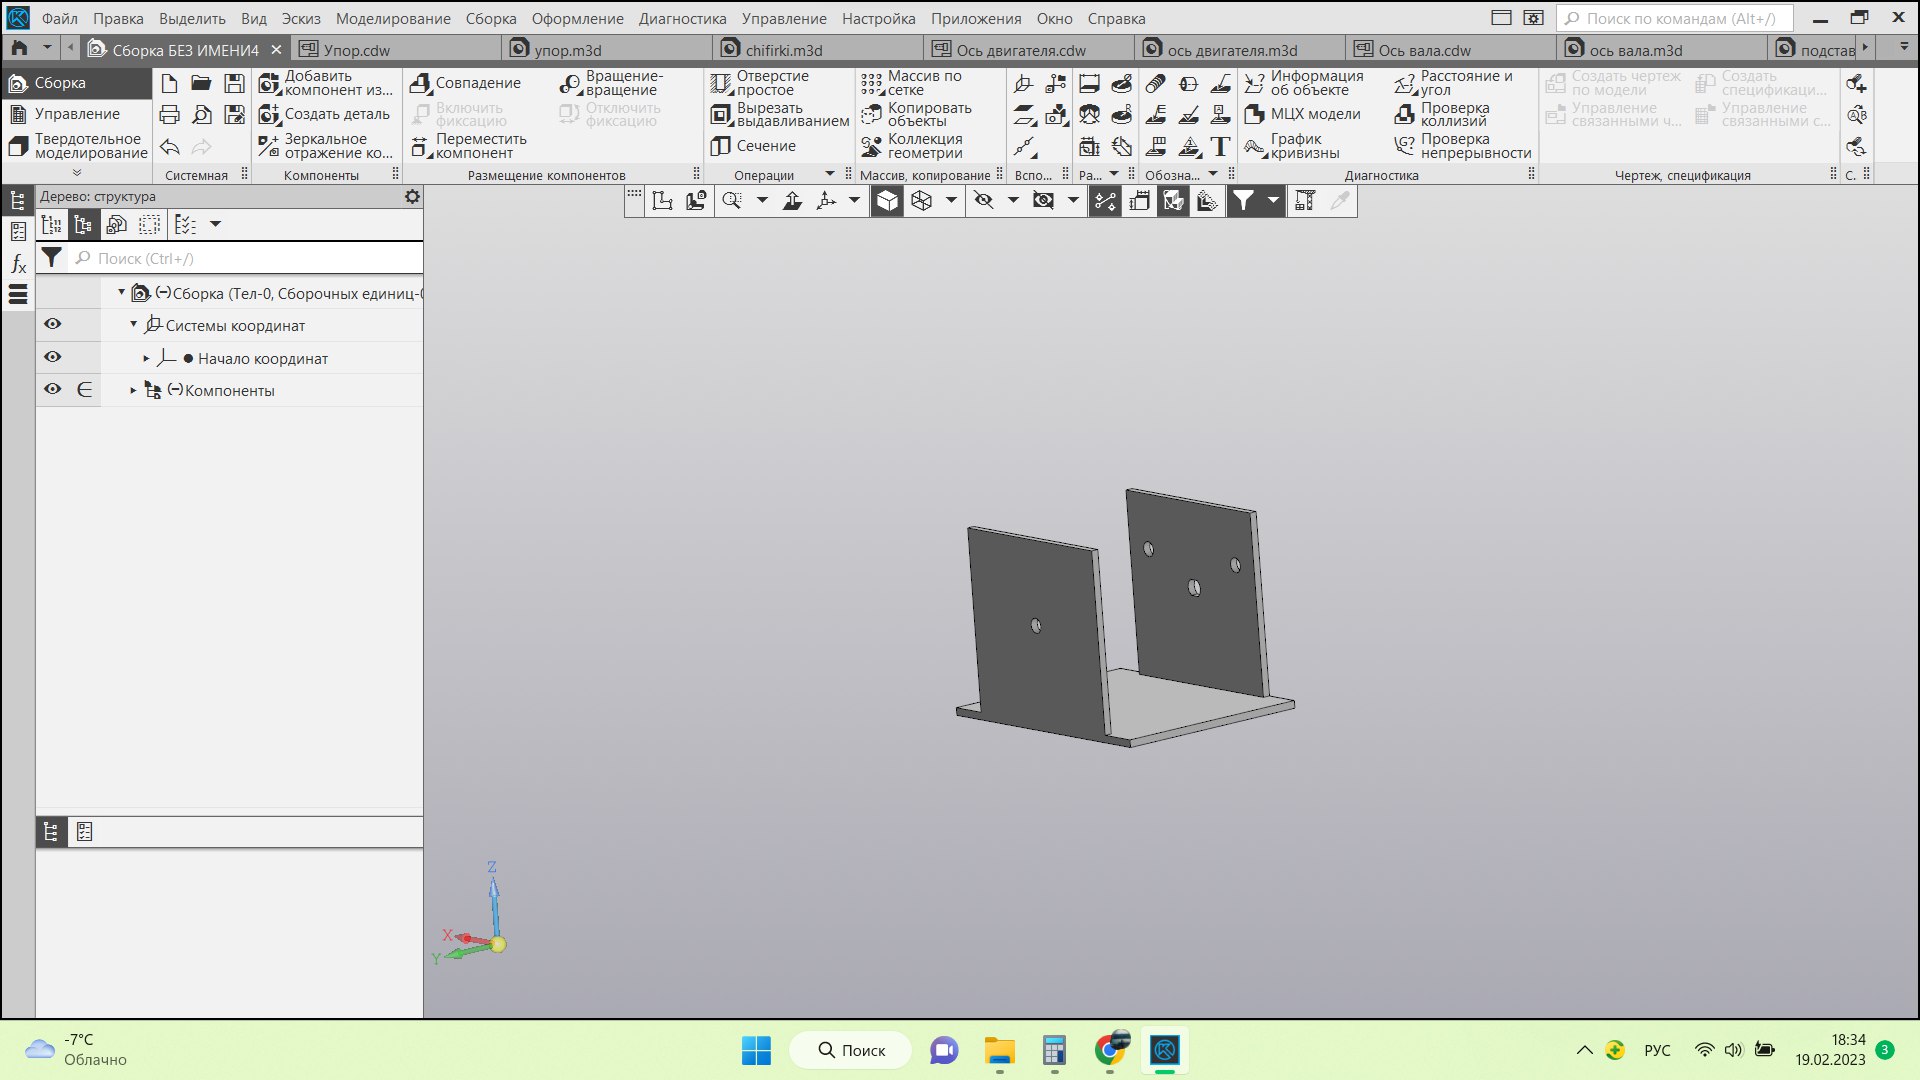 Файл Правка Выделить Вид Эскиз Моделирование Сборка Оформление Диагностика Управление Настройка Приложения Окно Справка Поиск по командам (Alt+/)
Сборка БЕЗ ИМЕНИ4 Упор.cdw упор.m3d chifirki.m3d Ось двигателя.cdw ось двигателя.m3d Ось вала.cdw ось вала.m3d подстав
Сборка
Управление
Твердотельное
моделирование
Системная
Добавить
компонент из...
Создать деталь
Зеркальное
отражение ко...
Компоненты
Совпадение
Включить
фиксацию
Переместить
компонент
Вращение-
вращение
Отключить
фиксацию
Размещение компонентов
Отверстие
простое
Вырезать
выдавливанием
Сечение
Операции
Массив по
сетке
Копировать
объекты
Коллекция
геометрии
Массив, копирование
Вспо...
Ра...
Обозна...
Информация
об объекте
МЦХ модели
График
кривизны
Расстояние и
угол
Проверка
коллизий
Проверка
непрерывности
Диагностика
Создать чертеж
по модели
Управление
связанными ч...
Создать
спецификаци...
Управление
связанными с...
Чертеж, спецификация
С.
Дерево: структура
Поиск (Ctrl+/)
(−)Сборка (Тел-0, Сборочных единиц-0
Системы координат
Начало координат
(−)Компоненты
Z
X
Y
-7°C
Облачно
Поиск
РУС
18:34
19.02.2023
3